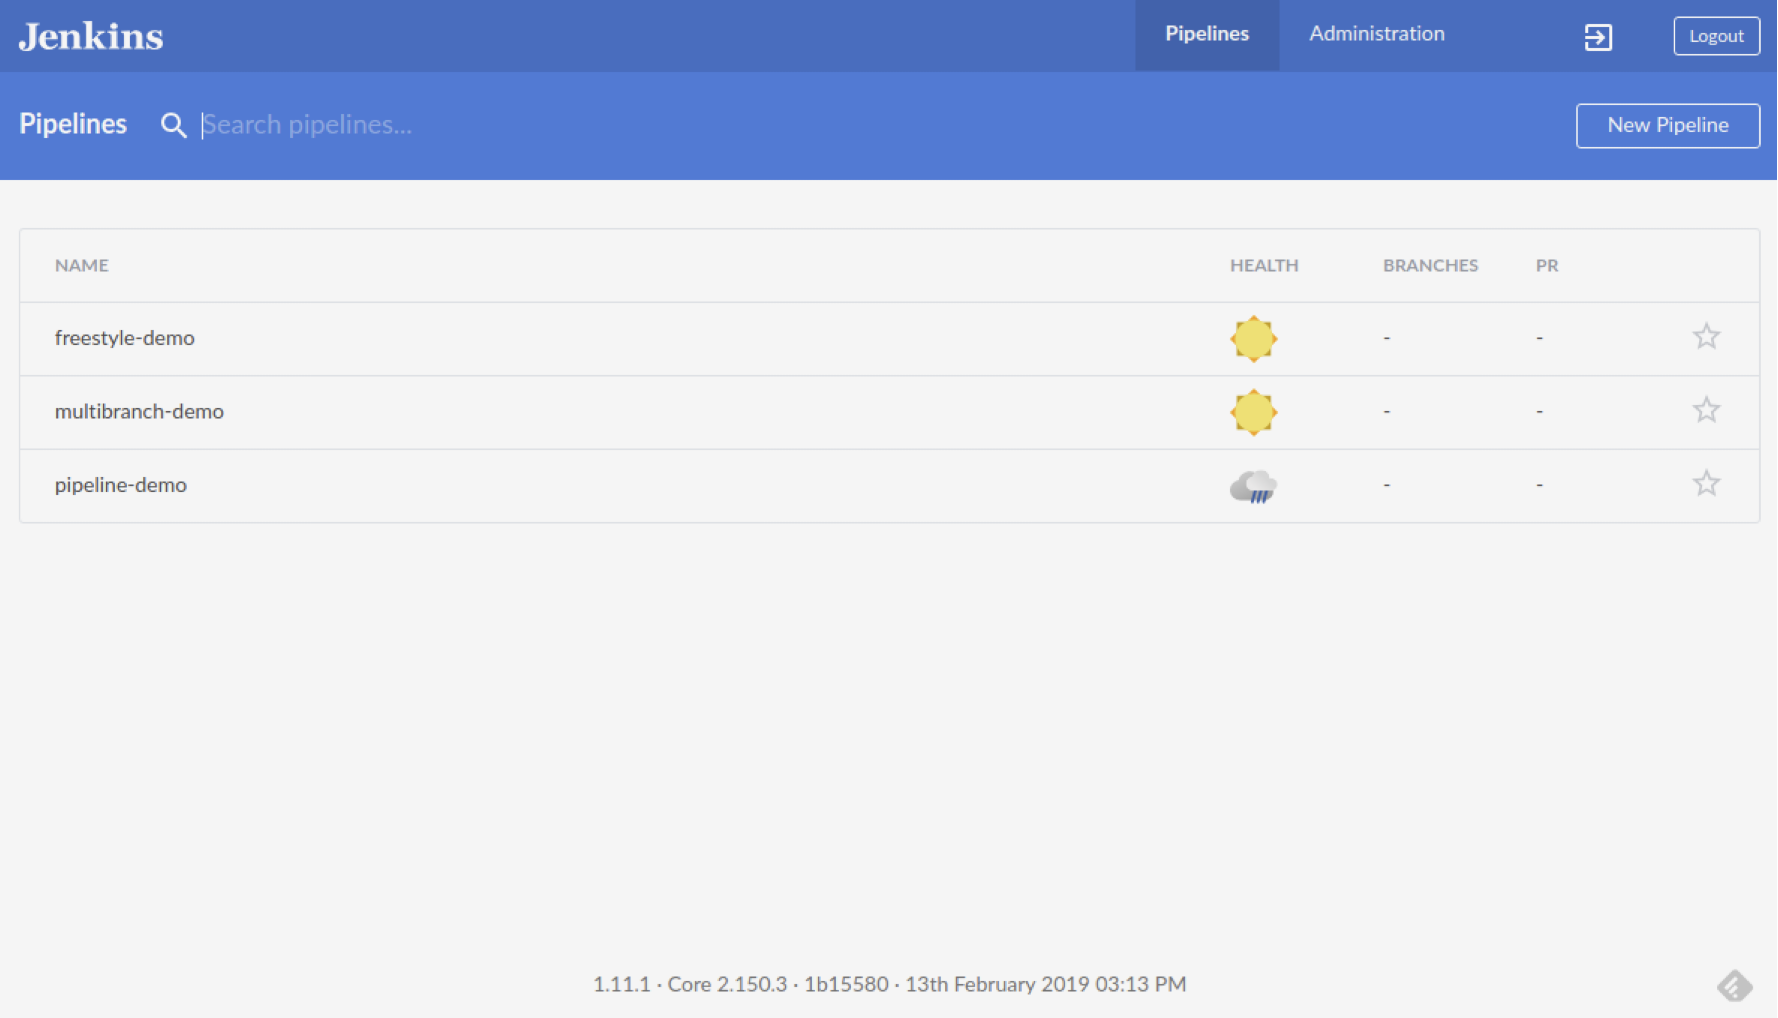 Jenkins
Pipelines
Administration
Logout
Pipelines
Search pipelines...
New Pipeline
NAME HEALTH BRANCHES PR
freestyle-demo - -
multibranch-demo - -
pipeline-demo - -
1.11.1 · Core 2.150.3 · 1b15580 · 13th February 2019 03:13 PM